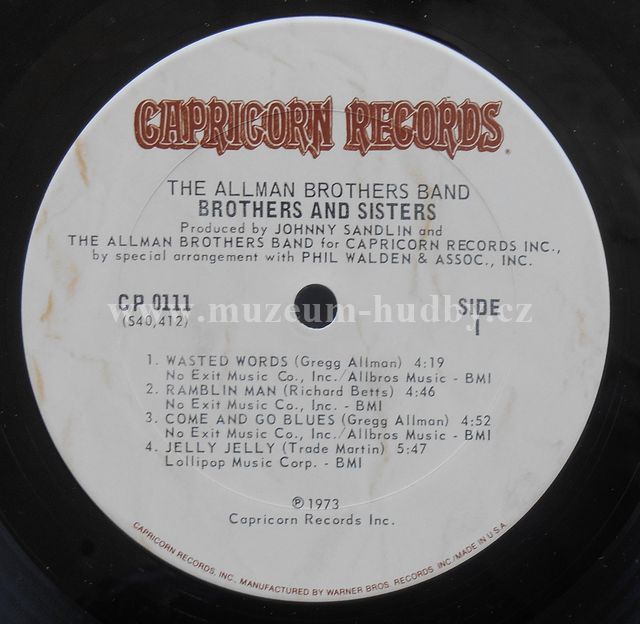 CAPRICORN RECORDS
THE ALLMAN BROTHERS BAND
BROTHERS AND SISTERS
Produced by JOHNNY SANDLIN and
THE ALLMAN BROTHERS BAND for CAPRICORN RECORDS INC.,
by special arrangement with PHIL WALDEN & ASSOC., INC.
CP 0111
(540,412)
SIDE
1
www.muzeum-hudby.cz
1. WASTED WORDS (Gregg Allman) 4:19
No Exit Music Co., Inc./Allbros Music - BMI
2. RAMBLIN MAN (Richard Betts) 4:46
No Exit Music Co., Inc. - BMI
3. COME AND GO BLUES (Gregg Allman) 4:52
No Exit Music Co., Inc./Allbros Music - BMI
4. JELLY JELLY (Trade Martin) 5:47
Lollipop Music Corp. - BMI
℗ 1973
Capricorn Records Inc.
CAPRICORN RECORDS, INC. MANUFACTURED BY WARNER BROS. RECORDS INC./MADE IN U.S.A.